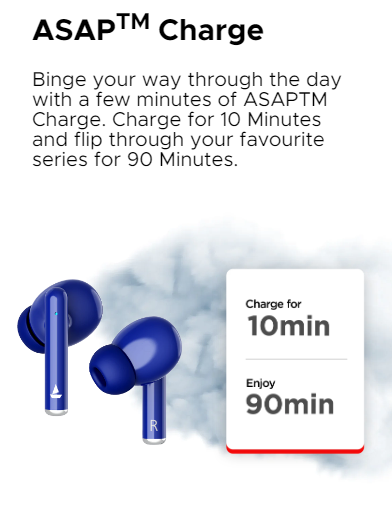 ASAP™ Charge
Binge your way through the day
with a few minutes of ASAPTM
Charge. Charge for 10 Minutes
and flip through your favourite
series for 90 Minutes.
Charge for
10min
Enjoy
90min
R